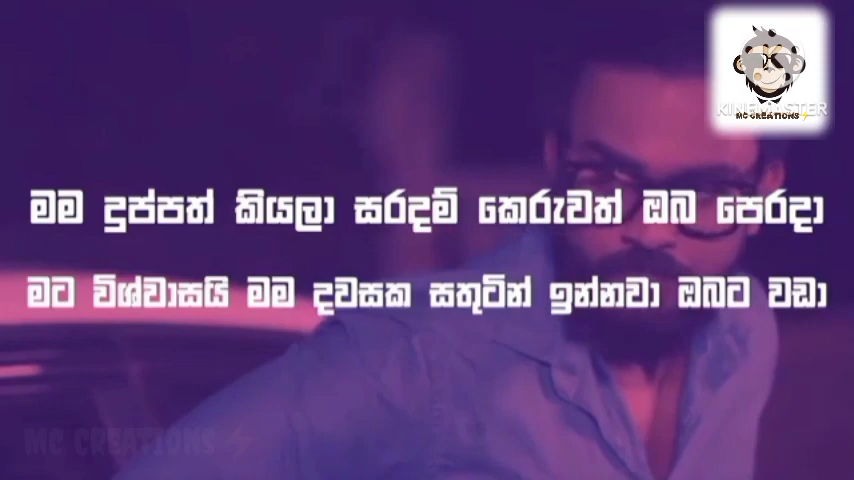 KINEMASTER
MC CREATIONS⚡
මම දුප්පත් කියලා සරදම් කෙරුවත් ඔබ පෙරදා
මට විශ්වාසයි මම දවසක සතුටින් ඉන්නවා ඔබට වඩා
MC CREATIONS⚡